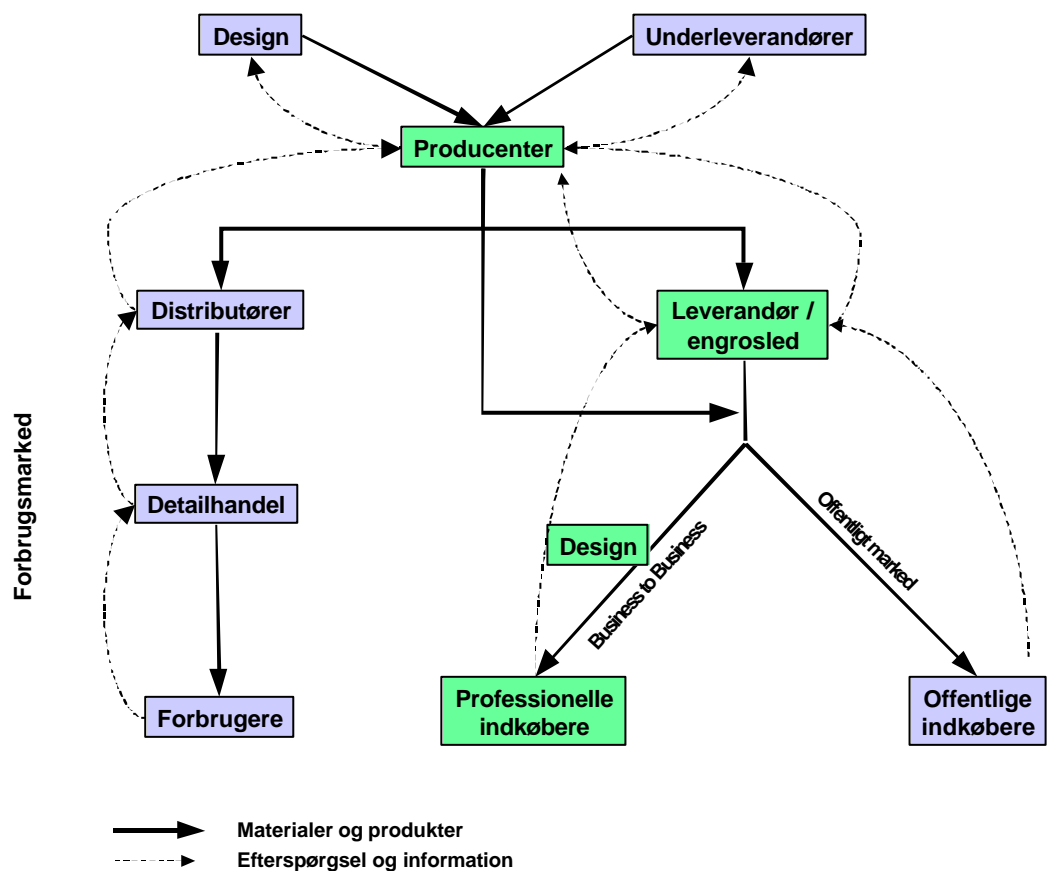 Design
Underleverandører
Producenter
Distributører
Leverandør /
engrosled
Forbrugsmarked
Detailhandel
Design
Business to Business
Offentligt marked
Forbrugere
Professionelle
indkøbere
Offentlige
indkøbere
Materialer og produkter
Efterspørgsel og information